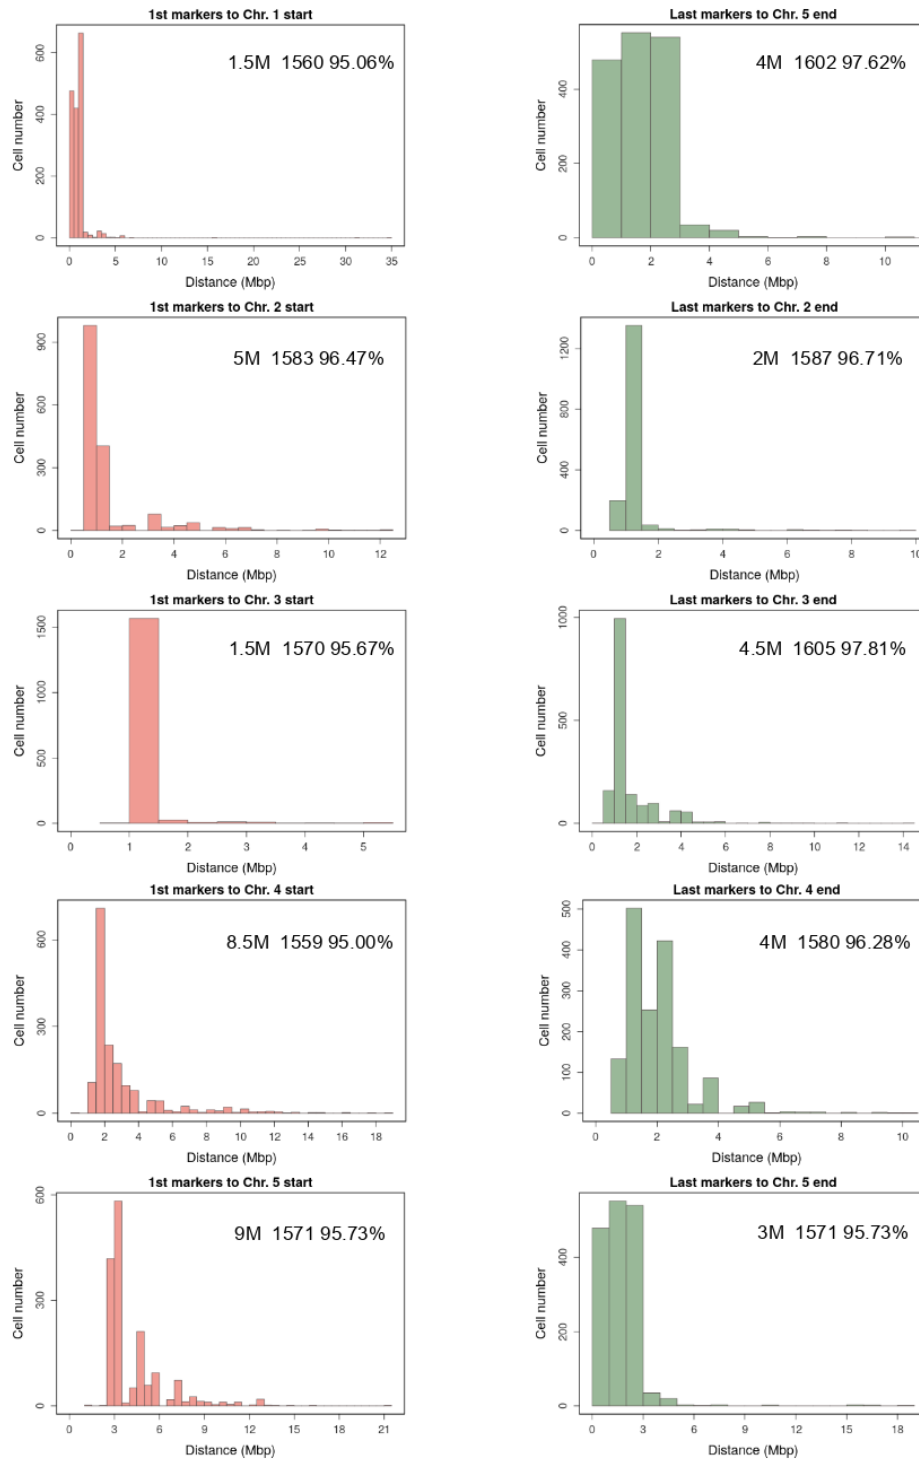 1st markers to Chr. 1 start
1.5M 1560 95.06%
Cell number
0 200 400 600
0 5 10 15 20 25 30 35
Distance (Mbp)
Last markers to Chr. 5 end
4M 1602 97.62%
Cell number
0 200 400
0 2 4 6 8 10
Distance (Mbp)
1st markers to Chr. 2 start
5M 1583 96.47%
Cell number
0 300 600 900
0 2 4 6 8 10 12
Distance (Mbp)
Last markers to Chr. 2 end
2M 1587 96.71%
Cell number
0 400 800 1200
0 2 4 6 8 10
Distance (Mbp)
1st markers to Chr. 3 start
1.5M 1570 95.67%
Cell number
0 500 1000 1500
0 1 2 3 4 5
Distance (Mbp)
Last markers to Chr. 3 end
4.5M 1605 97.81%
Cell number
0 500 1000
0 2 4 6 8 10 12 14
Distance (Mbp)
1st markers to Chr. 4 start
8.5M 1559 95.00%
Cell number
0 300 600
0 2 4 6 8 10 12 14 16 18
Distance (Mbp)
Last markers to Chr. 4 end
4M 1580 96.28%
Cell number
0 100 200 300 400 500
0 2 4 6 8 10
Distance (Mbp)
1st markers to Chr. 5 start
9M 1571 95.73%
Cell number
0 300 600
0 3 6 9 12 15 18 21
Distance (Mbp)
Last markers to Chr. 5 end
3M 1571 95.73%
Cell number
0 200 400
0 3 6 9 12 15 18
Distance (Mbp)